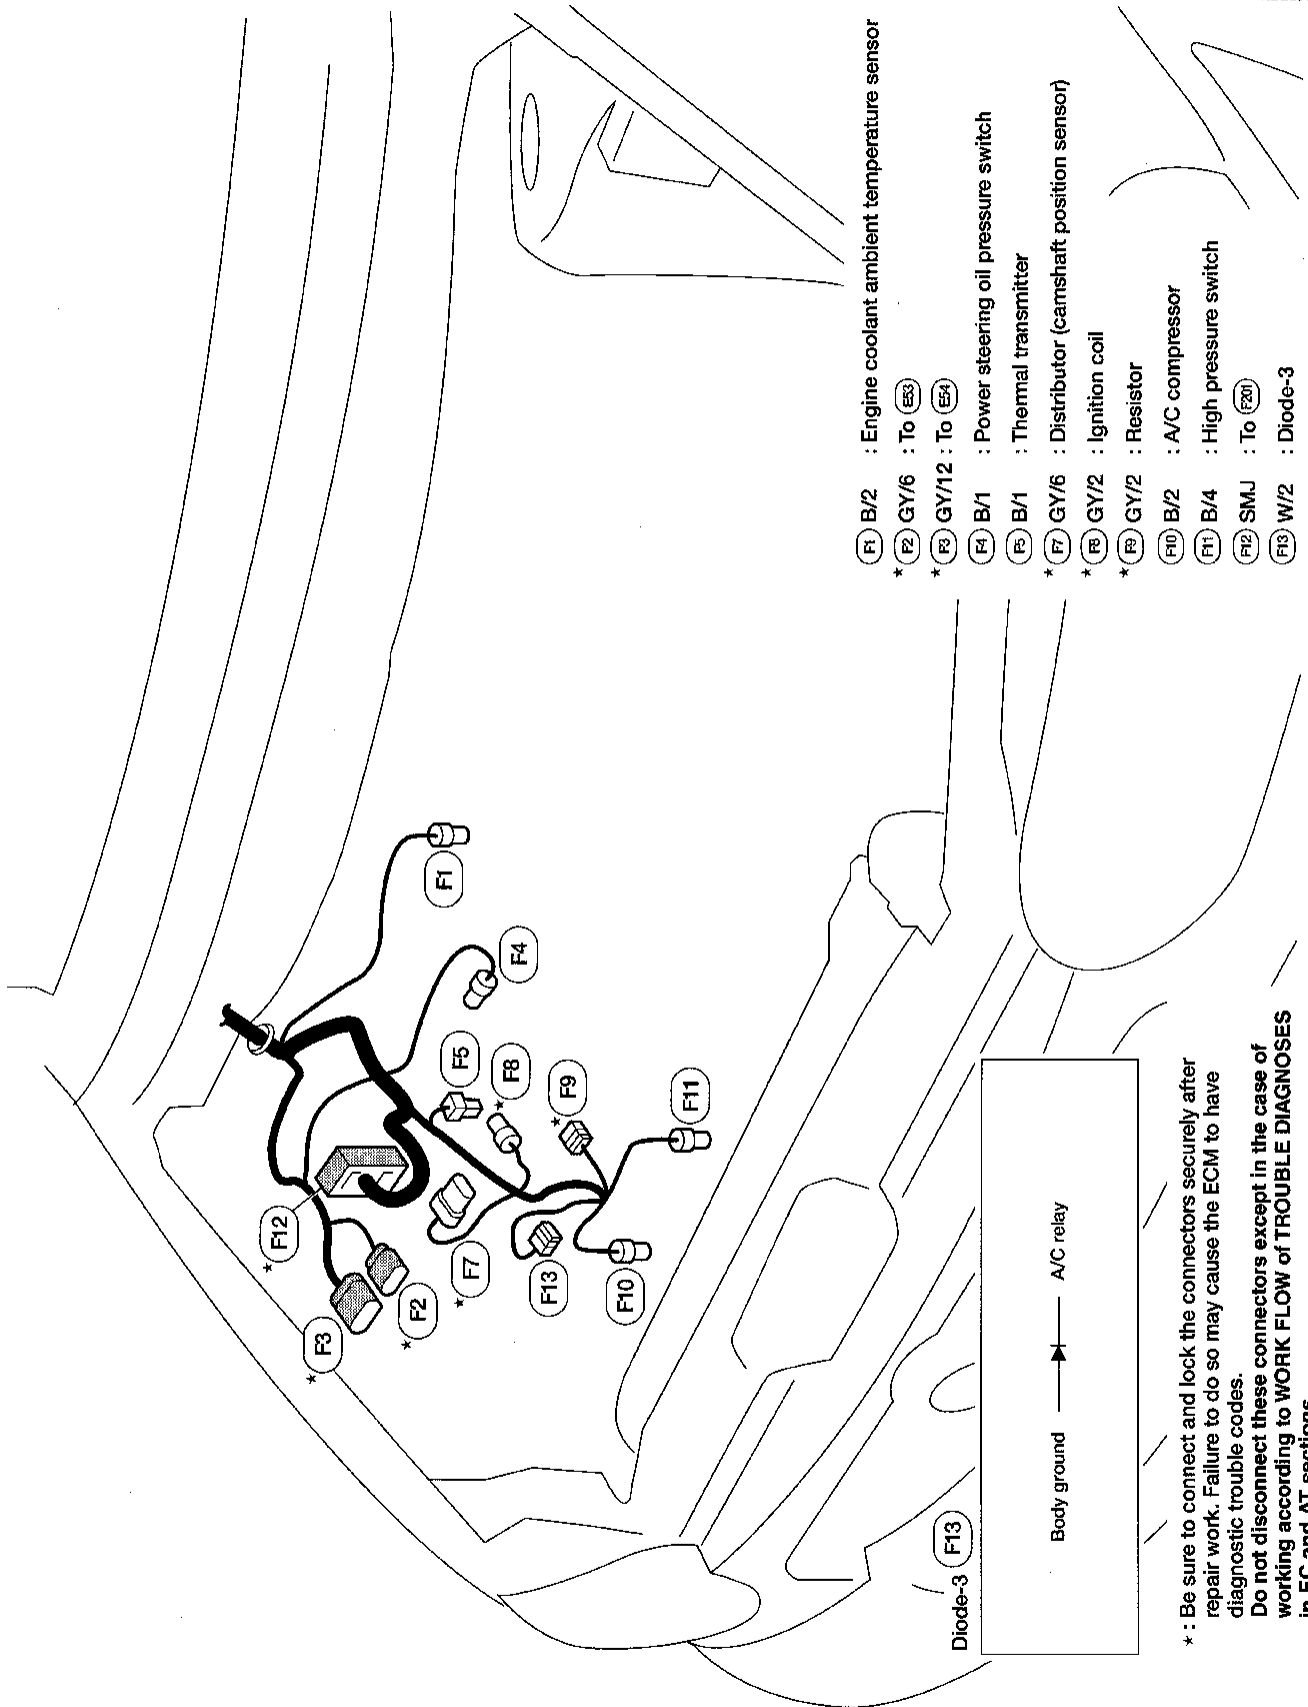 * F12
* F3
* F2
F1
F5
* F7
* F8
F4
F13
* F9
F10
F11
F1 B/2 : Engine coolant ambient temperature sensor
* F2 GY/6 : To E53
* F3 GY/12 : To E54
F4 B/1 : Power steering oil pressure switch
F5 B/1 : Thermal transmitter
* F7 GY/6 : Distributor (camshaft position sensor)
* F8 GY/2 : Ignition coil
* F9 GY/2 : Resistor
F10 B/2 : A/C compressor
F11 B/4 : High pressure switch
F12 SMJ : To F201
F13 W/2 : Diode-3
Diode-3 F13
Body ground A/C relay
* : Be sure to connect and lock the connectors securely after
repair work. Failure to do so may cause the ECM to have
diagnostic trouble codes.
Do not disconnect these connectors except in the case of
working according to WORK FLOW of TROUBLE DIAGNOSES
in EC and AT sections